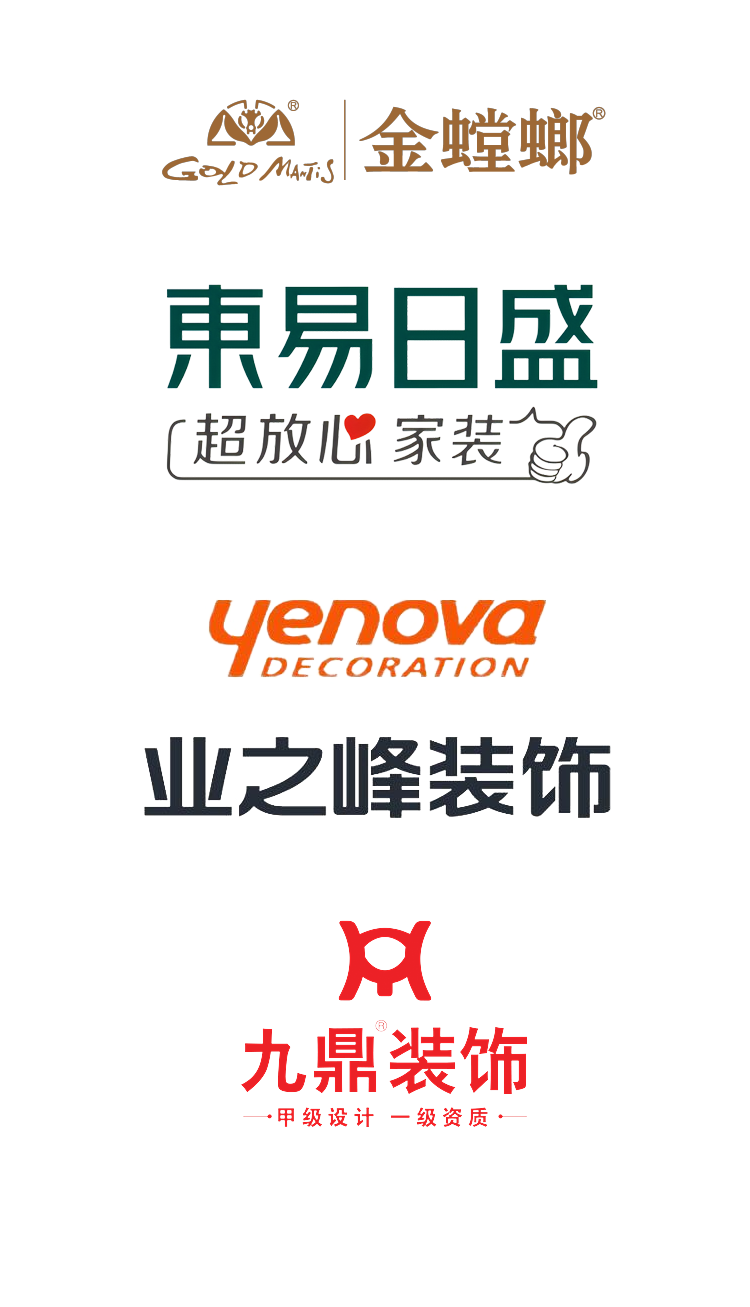 GOLD MANTIS® 金螳螂®
東易日盛
超放心家装
yenova
DECORATION
业之峰装饰
九鼎®装饰
甲级设计 一级资质